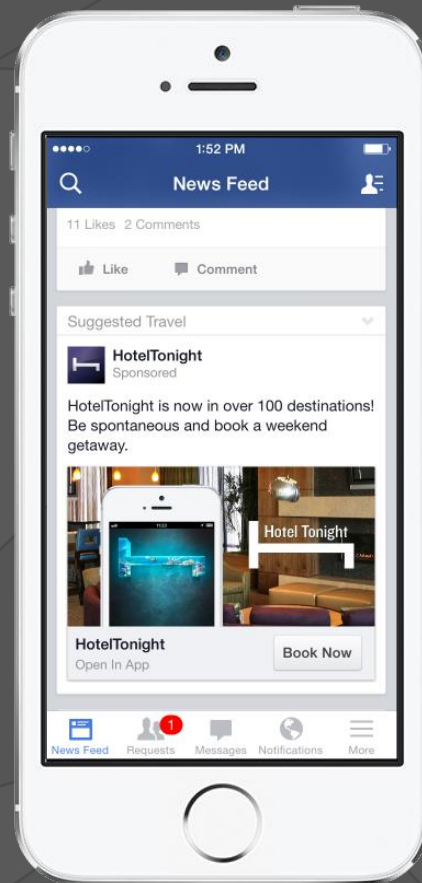 1:52 PM
News Feed
11 Likes 2 Comments
Like Comment
Suggested Travel
HotelTonight
Sponsored
HotelTonight is now in over 100 destinations!
Be spontaneous and book a weekend
getaway.
Hotel Tonight
HotelTonight
Open In App
Book Now
1
News Feed Requests Messages Notifications More